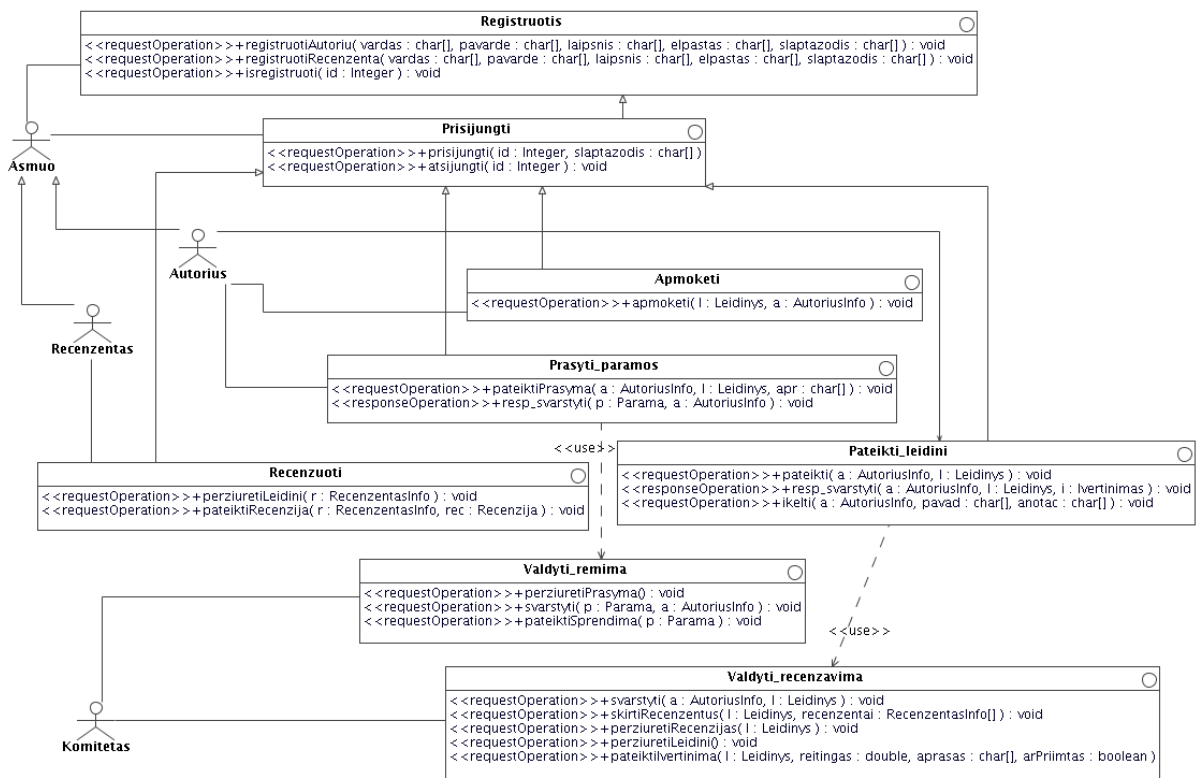 Registruotis
<<requestOperation>>+registruotiAutoriu( vardas : char[], pavarde : char[], laipsnis : char[], elpastas : char[], slaptazodis : char[] ) : void
<<requestOperation>>+registruotiRecenzenta( vardas : char[], pavarde : char[], laipsnis : char[], elpastas : char[], slaptazodis : char[] ) : void
<<requestOperation>>+isregistruoti( id : Integer ) : void
Prisijungti
<<requestOperation>>+prisijungti( id : Integer, slaptazodis : char[] )
<<requestOperation>>+atsijungti( id : Integer ) : void
Asmuo
Autorius
Apmoketi
<<requestOperation>>+apmoketi( l : Leidinys, a : AutoriusInfo ) : void
Recenzentas
Prasyti_paramos
<<requestOperation>>+pateiktiPrasyma( a : AutoriusInfo, l : Leidinys, apr : char[] ) : void
<<responseOperation>>+resp_svarstyti( p : Parama, a : AutoriusInfo ) : void
<<use>>
Pateikti_leidini
<<requestOperation>>+pateikti( a : AutoriusInfo, l : Leidinys ) : void
<<responseOperation>>+resp_svarstyti( a : AutoriusInfo, l : Leidinys, i : Ivertinimas ) : void
<<requestOperation>>+ikelti( a : AutoriusInfo, pavad : char[], anotac : char[] ) : void
Recenzuoti
<<requestOperation>>+perziuretiLeidini( r : RecenzentasInfo ) : void
<<requestOperation>>+pateiktiRecenzija( r : RecenzentasInfo, rec : Recenzija ) : void
Valdyti_remima
<<requestOperation>>+perziuretiPrasyma() : void
<<requestOperation>>+svarstyti( p : Parama, a : AutoriusInfo ) : void
<<requestOperation>>+pateiktiSprendima( p : Parama ) : void
<<use>>
Valdyti_recenzavima
<<requestOperation>>+svarstyti( a : AutoriusInfo, l : Leidinys ) : void
<<requestOperation>>+skirtiRecenzentus( l : Leidinys, recenzentai : RecenzentasInfo[] ) : void
<<requestOperation>>+perziuretiRecenzijas( l : Leidinys ) : void
<<requestOperation>>+perziuretiLeidini() : void
<<requestOperation>>+pateiktiIvertinima( l : Leidinys, reitingas : double, aprasas : char[], arPriimtas : boolean )
Komitetas